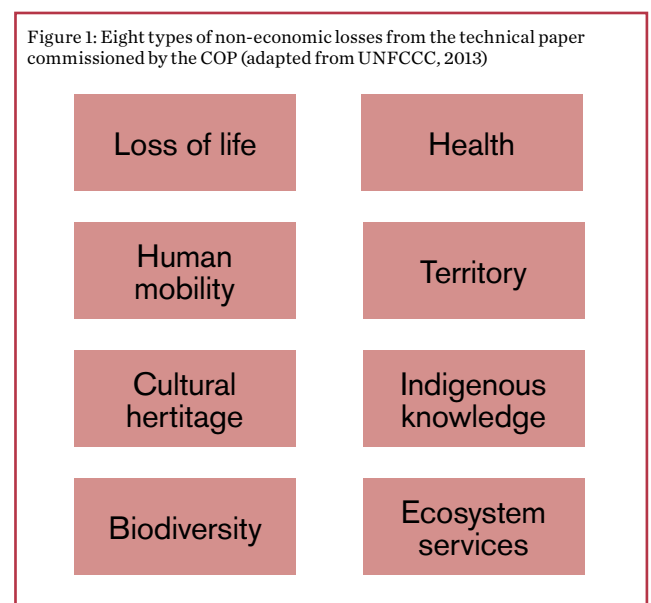 Figure 1: Eight types of non-economic losses from the technical paper
commissioned by the COP (adapted from UNFCCC, 2013)
Loss of life
Health
Human
mobility
Territory
Cultural
hertitage
Indigenous
knowledge
Biodiversity
Ecosystem
services